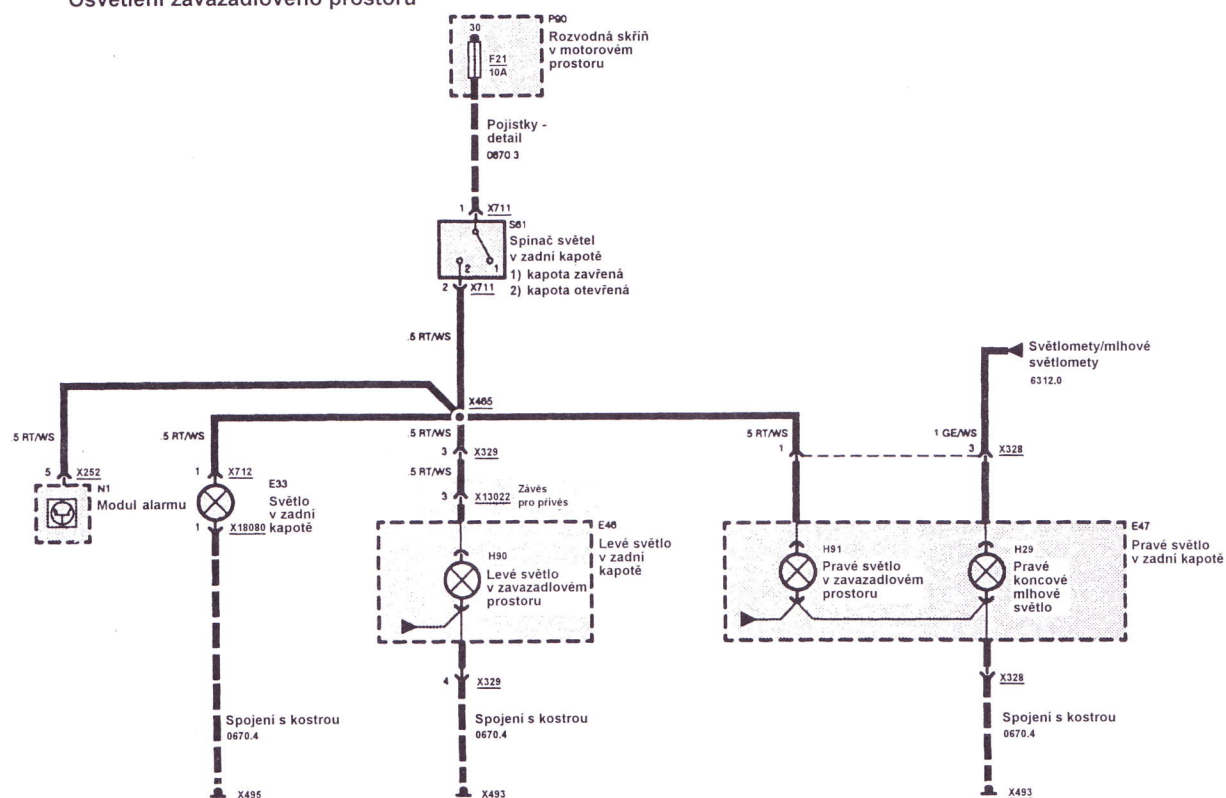 Osvětlení zavazadlového prostoru
P90
30
Rozvodná skříň
v motorovém
prostoru
F21
10A
Pojistky -
detail
0670 3
1 X711
S61
Spínač světel
v zadní kapotě
1) kapota zavřená
2) kapota otevřená
2 1
2 X711
.5 RT/WS
Světlomety/mlhové
světlomety
6312.0
X465
.5 RT/WS
.5 RT/WS
.5 RT/WS
5 RT/WS
1 GE/WS
3 X329
1
3 X328
.5 RT/WS
5 X252
1 X712
3 X13022
Závěs
pro přívěs
N1
Modul alarmu
E33
Světlo
v zadní
kapotě
1 X18080
E46
Levé světlo
v zadní
kapotě
H90
Levé světlo
v zavazadlovém
prostoru
E47
Pravé světlo
v zadní kapotě
H91
Pravé světlo
v zavazadlovém
prostoru
H29
Pravé
koncové
mlhové
světlo
4 X329
X328
Spojení s kostrou
0670.4
Spojení s kostrou
0670.4
Spojení s kostrou
0670.4
X495
X493
X493